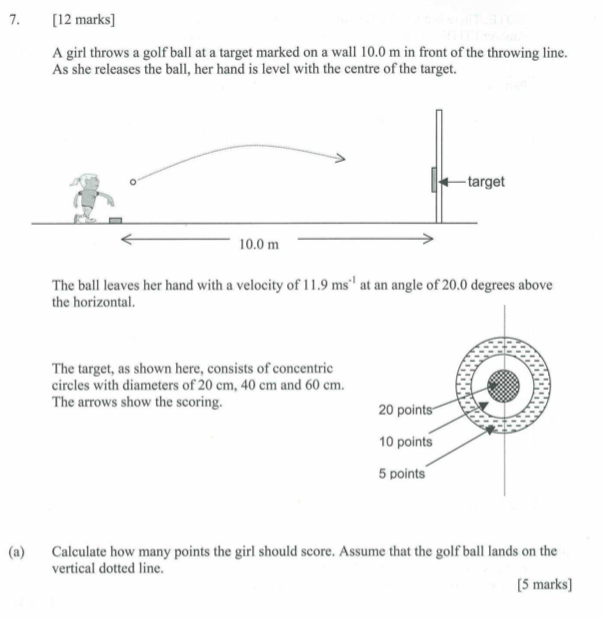 7. [12 marks]
A girl throws a golf ball at a target marked on a wall 10.0 m in front of the throwing line.
As she releases the ball, her hand is level with the centre of the target.
target
10.0 m
The ball leaves her hand with a velocity of 11.9 ms⁻¹ at an angle of 20.0 degrees above
the horizontal.
The target, as shown here, consists of concentric
circles with diameters of 20 cm, 40 cm and 60 cm.
The arrows show the scoring.
20 points
10 points
5 points
(a) Calculate how many points the girl should score. Assume that the golf ball lands on the
vertical dotted line.
[5 marks]